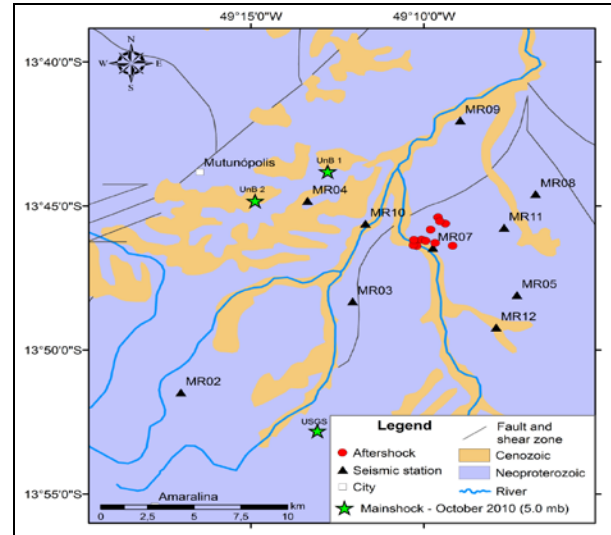 49°15'0"W 49°10'0"W
13°40'0"S
13°45'0"S
13°50'0"S
13°55'0"S
N
W E
S
MR09
Mutunópolis
UnB 1
UnB 2
MR04
MR08
MR10
MR11
MR07
MR03
MR05
MR12
MR02
USGS
Amaralina
km
0 2,5 5 7,5 10
Legend
Aftershock
Seismic station
City
Fault and
shear zone
Cenozoic
Neoproterozoic
River
Mainshock - October 2010 (5.0 mb)